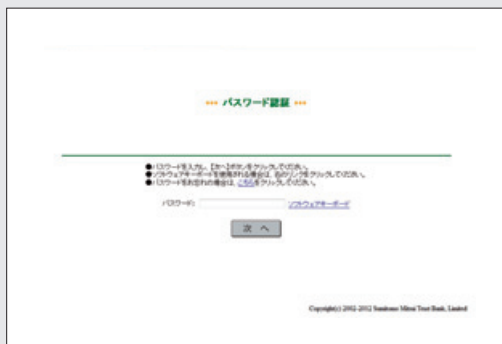 *** パスワード認証 ***
●パスワードを入力し、【次へ】ボタンをクリックしてください。
●ソフトウェアキーボードを使用される場合は、右のリンクをクリックしてください。
●パスワードをお忘れの場合は、こちらをクリックしてください。
パスワード: ソフトウェアキーボード
次 へ
Copyright(c) 2002-2012 Sumitomo Mitsui Trust Bank, Limited